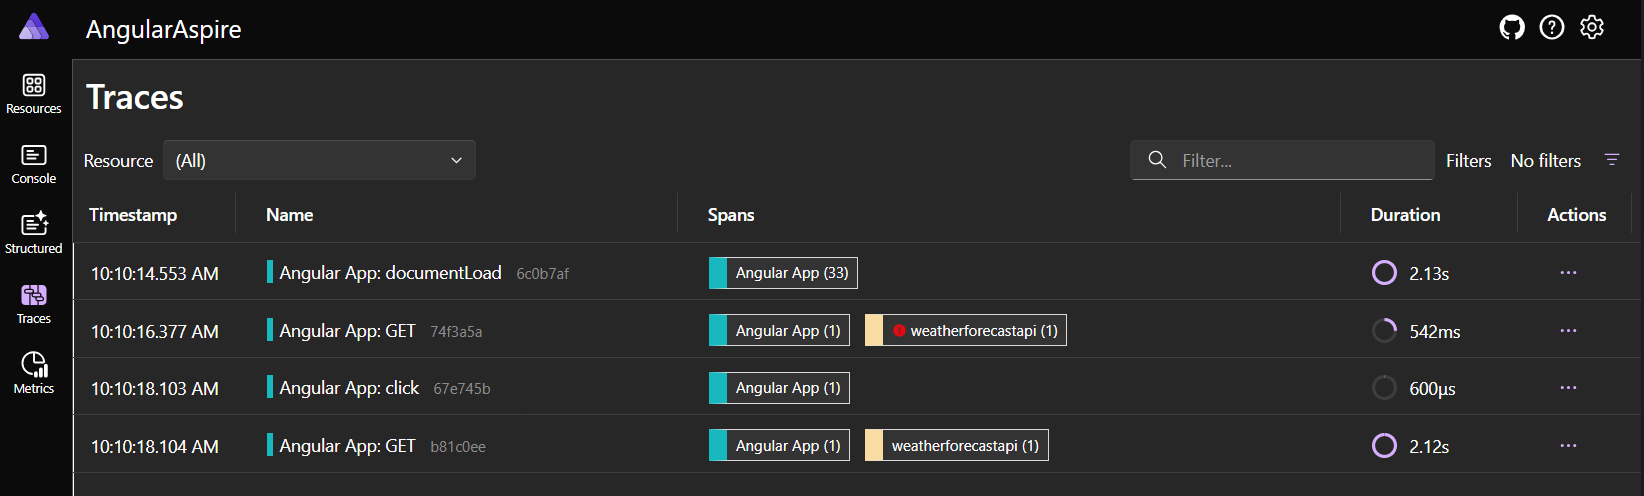 AngularAspire
Resources
Console
Structured
Traces
Metrics
Traces
Resource (All) Filter... Filters No filters
Timestamp Name Spans Duration Actions
10:10:14.553 AM Angular App: documentLoad 6c0b7af Angular App (33) 2.13s ...
10:10:16.377 AM Angular App: GET 74f3a5a Angular App (1) weatherforecastapi (1) 542ms ...
10:10:18.103 AM Angular App: click 67e745b Angular App (1) 600μs ...
10:10:18.104 AM Angular App: GET b81c0ee Angular App (1) weatherforecastapi (1) 2.12s ...